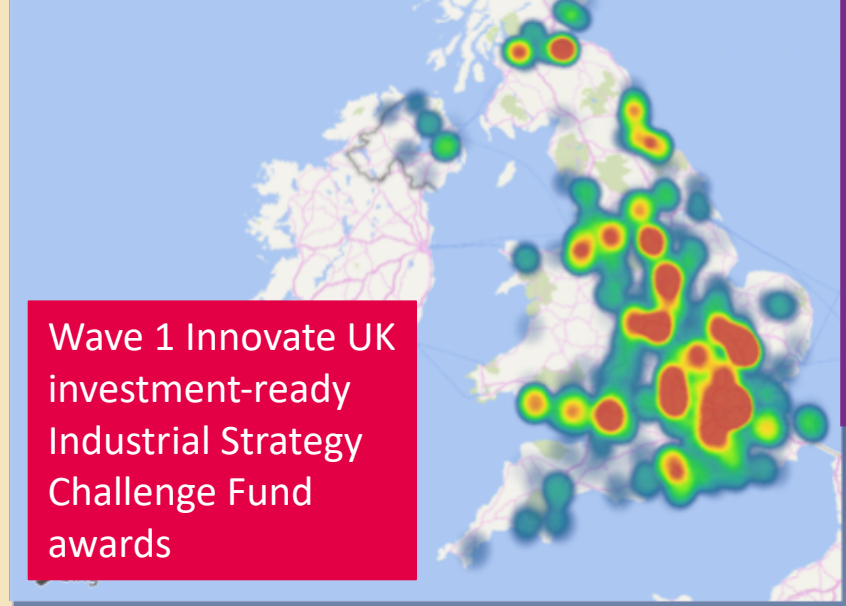 Wave 1 Innovate UK
investment-ready
Industrial Strategy
Challenge Fund
awards